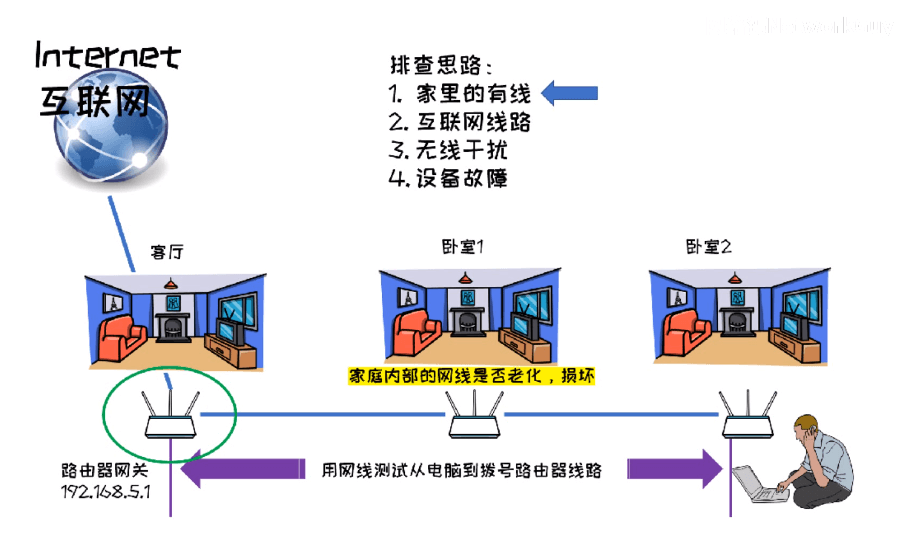 Internet
互联网
排查思路：
1. 家里的有线
2. 互联网线路
3. 无线干扰
4. 设备故障
客厅
卧室1
卧室2
家庭内部的网线是否老化，损坏
路由器网关
192.168.5.1
用网线测试从电脑到拨号路由器线路